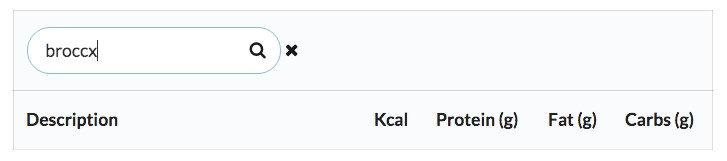 broccx
Description Kcal Protein (g) Fat (g) Carbs (g)